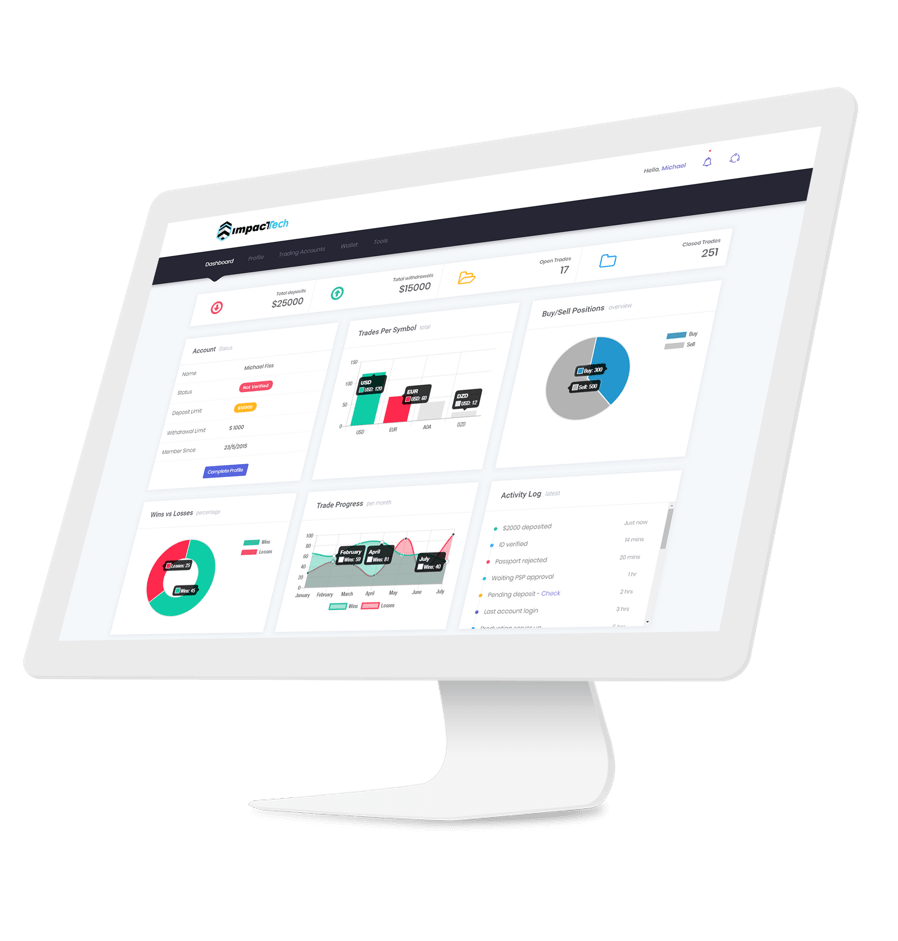 Hello, Michael
impacTTech
Dashboard Profile Trading Accounts Wallet Tools
Total deposits
$25000
Total withdrawals
$15000
Open Trades
17
Closed Trades
251
Account Status
Name Michael Fiss
Status Not Verified
Deposit Limit
Withdrawal Limit $1000
Member Since 23/5/2015
Complete Profile
Trades Per Symbol total
150
100
50
0
USD
USD: 120
EUR
USD: 60
DZD
USD: 12
USD EUR AOA DZD
Buy/Sell Positions overview
Buy
Sell
Buy: 300
Sell: 500
Wins vs Losses percentage
Wins
Losses
Losses: 25
Wins: 45
Trade Progress per month
100
80
60
40
20
0
February
Wins: 59
April
Wins: 81
July
Wins: 40
January February March April May June July
Wins Losses
Activity Log latest
$2000 deposited Just now
ID verified 14 mins
Passport rejected 20 mins
Waiting PSP approval 1 hr
Pending deposit - Check 2 hrs
Last account login 3 hrs